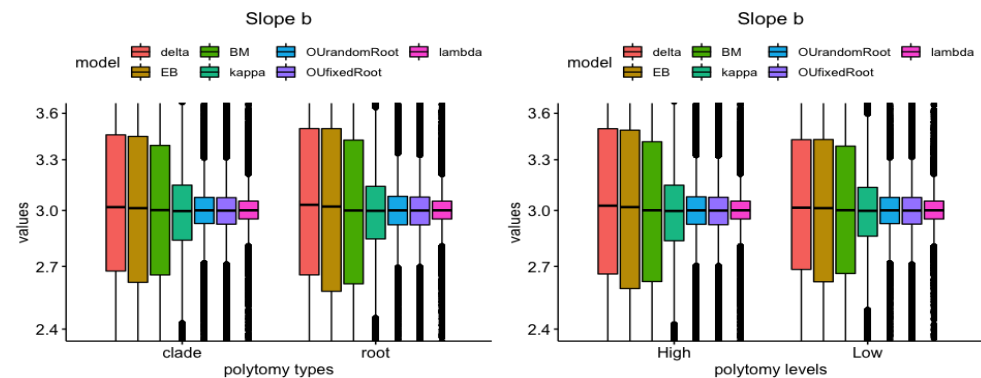 Slope b
model delta BM OUrandomRoot lambda
EB kappa OUfixedRoot
values
3.6
3.3
3.0
2.7
2.4
clade root
polytomy types
Slope b
model delta BM OUrandomRoot lambda
EB kappa OUfixedRoot
values
3.6
3.3
3.0
2.7
2.4
High Low
polytomy levels